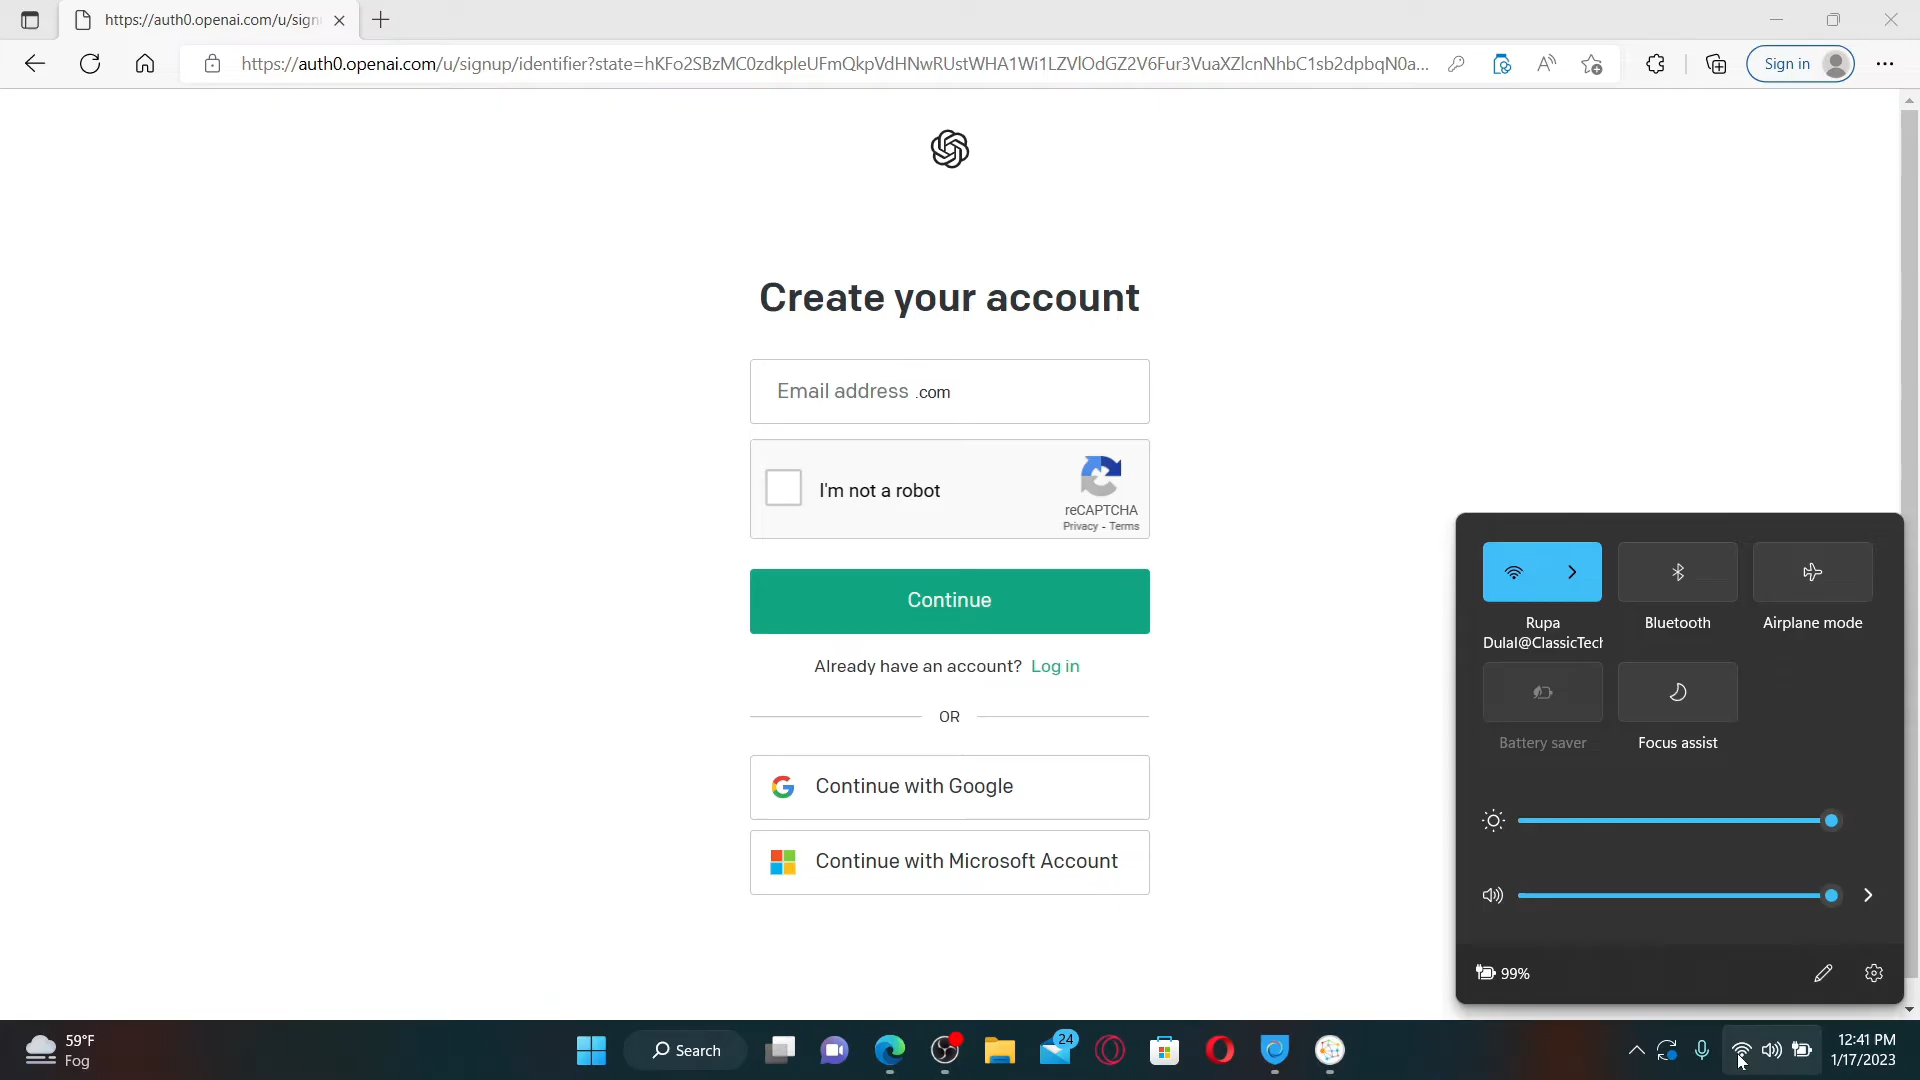 https://auth0.openai.com/u/sign
https://auth0.openai.com/u/signup/identifier?state=hKFo2SBzMC0zdkpleUFmQkpVdHNwRUstWHA1Wi1LZVlOdGZ2V6Fur3VuaXZlcnNhbC1sb2dpbqN0a...
Sign in
Create your account
Email address .com
I'm not a robot
reCAPTCHA
Privacy - Terms
Continue
Already have an account? Log in
OR
Continue with Google
Continue with Microsoft Account
Rupa
Dulal@ClassicTech
Bluetooth
Airplane mode
Battery saver
Focus assist
99%
59°F
Fog
Search
24
12:41 PM
1/17/2023